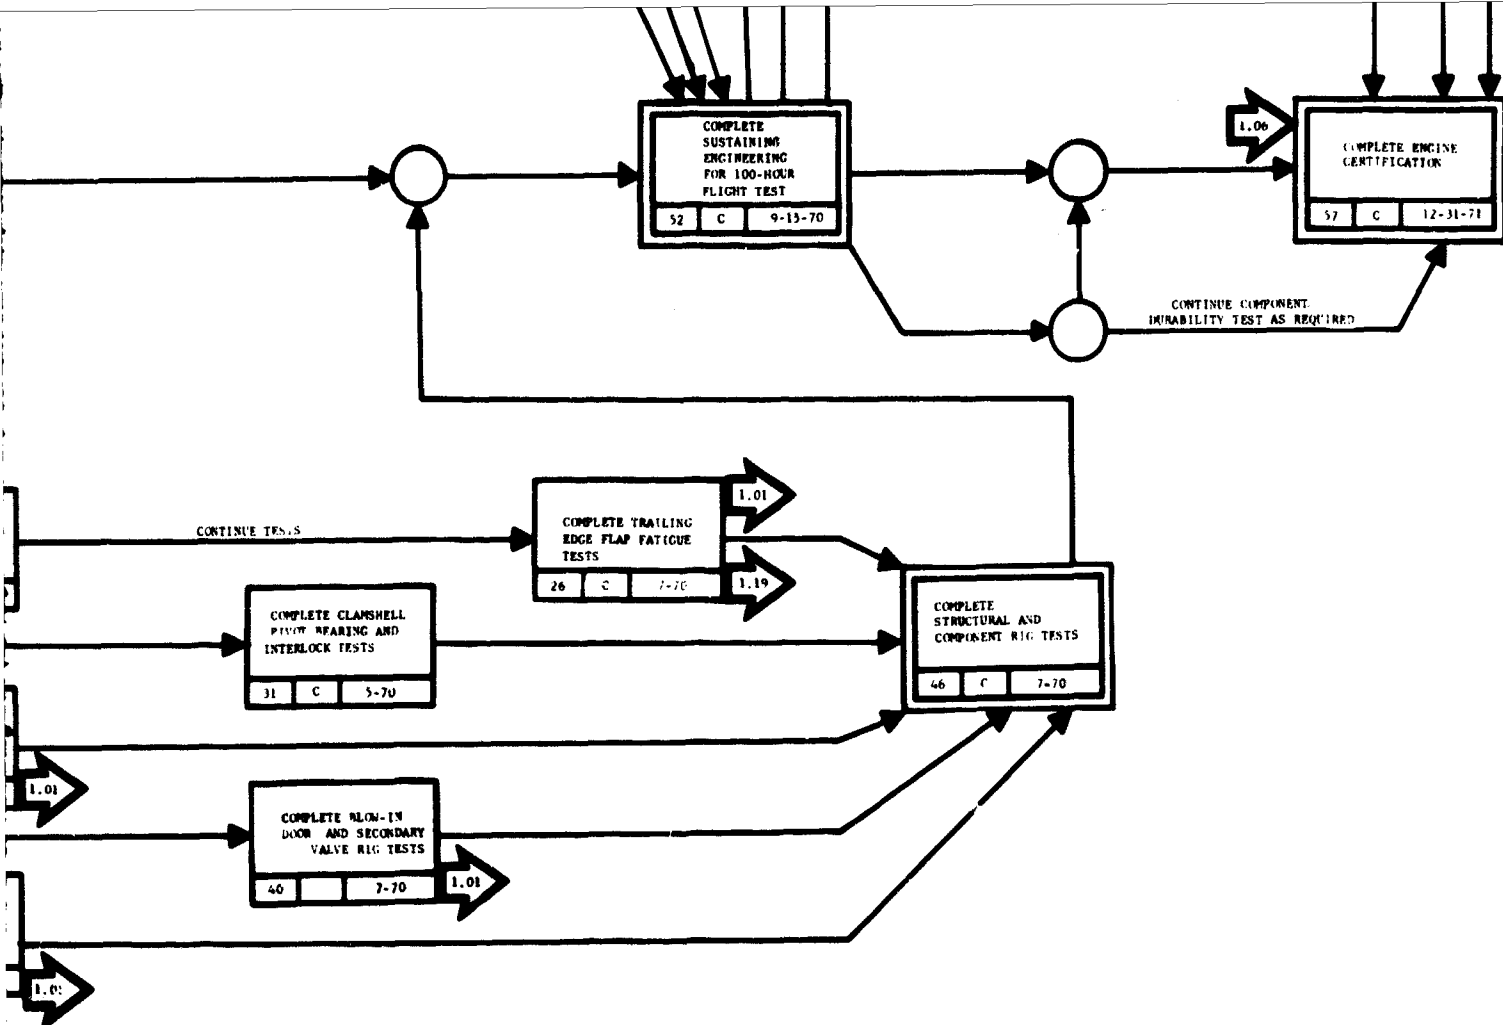 COMPLETE
SUSTAINING
ENGINEERING
FOR 100-HOUR
FLIGHT TEST
52 C 9-13-70
1.06
COMPLETE ENGINE
CERTIFICATION
57 C 12-31-71
CONTINUE COMPONENT
DURABILITY TEST AS REQUIRED
CONTINUE TESTS
COMPLETE TRAILING
EDGE FLAP FATIGUE
TESTS
26 C 7-70
1.01
1.19
COMPLETE CLAMSHELL
PIVOT BEARING AND
INTERLOCK TESTS
31 C 5-70
COMPLETE
STRUCTURAL AND
COMPONENT RIG TESTS
46 C 7-70
1.01
COMPLETE BLOW-IN
DOOR AND SECONDARY
VALVE RIG TESTS
40 7-70
1.01